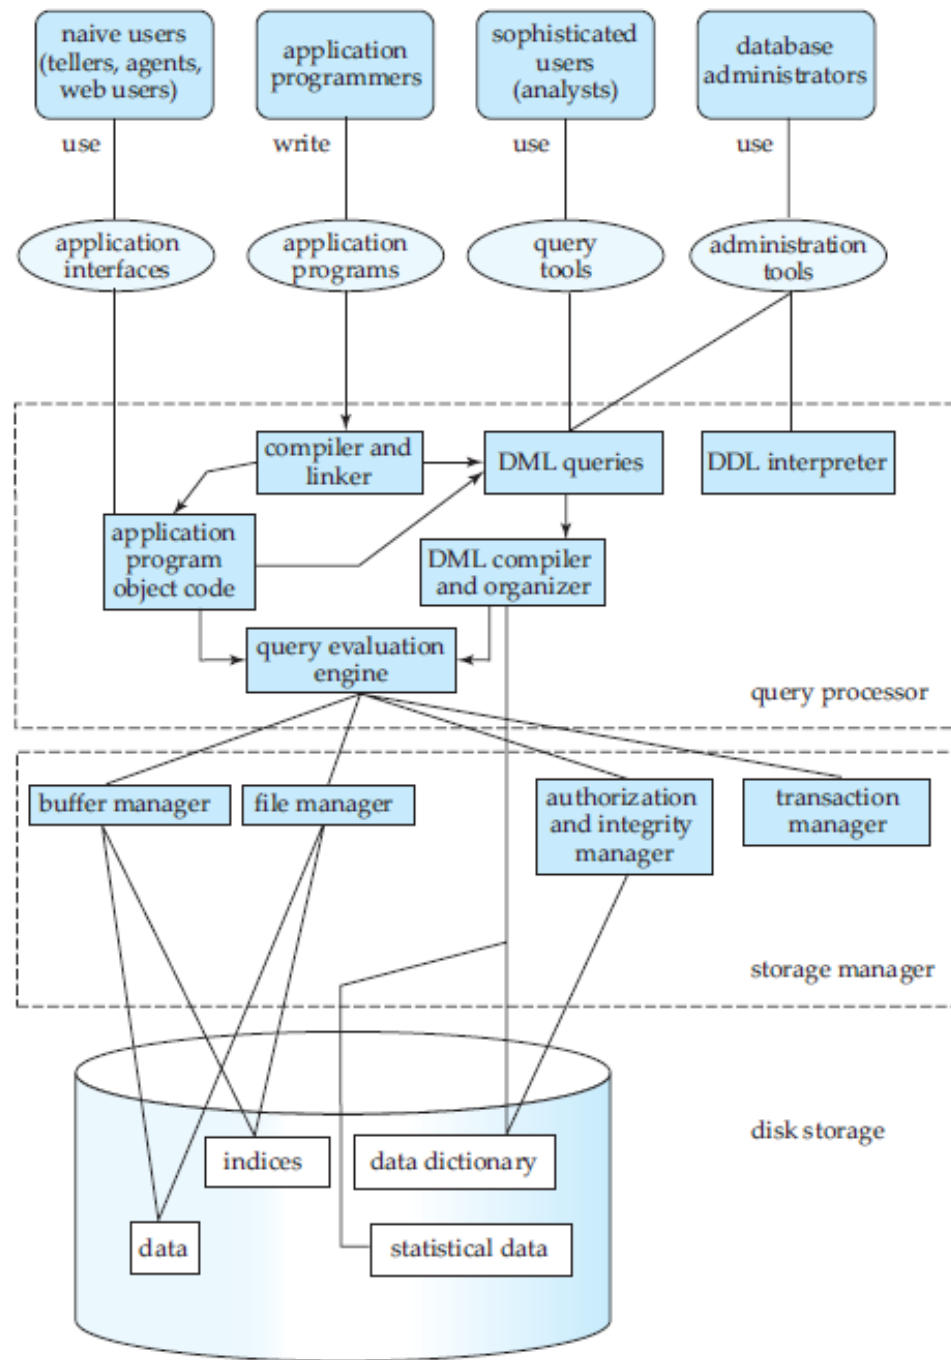 naive users
(tellers, agents,
web users)
application
programmers
sophisticated
users
(analysts)
database
administrators
use
write
use
use
application
interfaces
application
programs
query
tools
administration
tools
compiler and
linker
DML queries
DDL interpreter
application
program
object code
DML compiler
and organizer
query evaluation
engine
query processor
buffer manager
file manager
authorization
and integrity
manager
transaction
manager
storage manager
disk storage
indices
data dictionary
data
statistical data